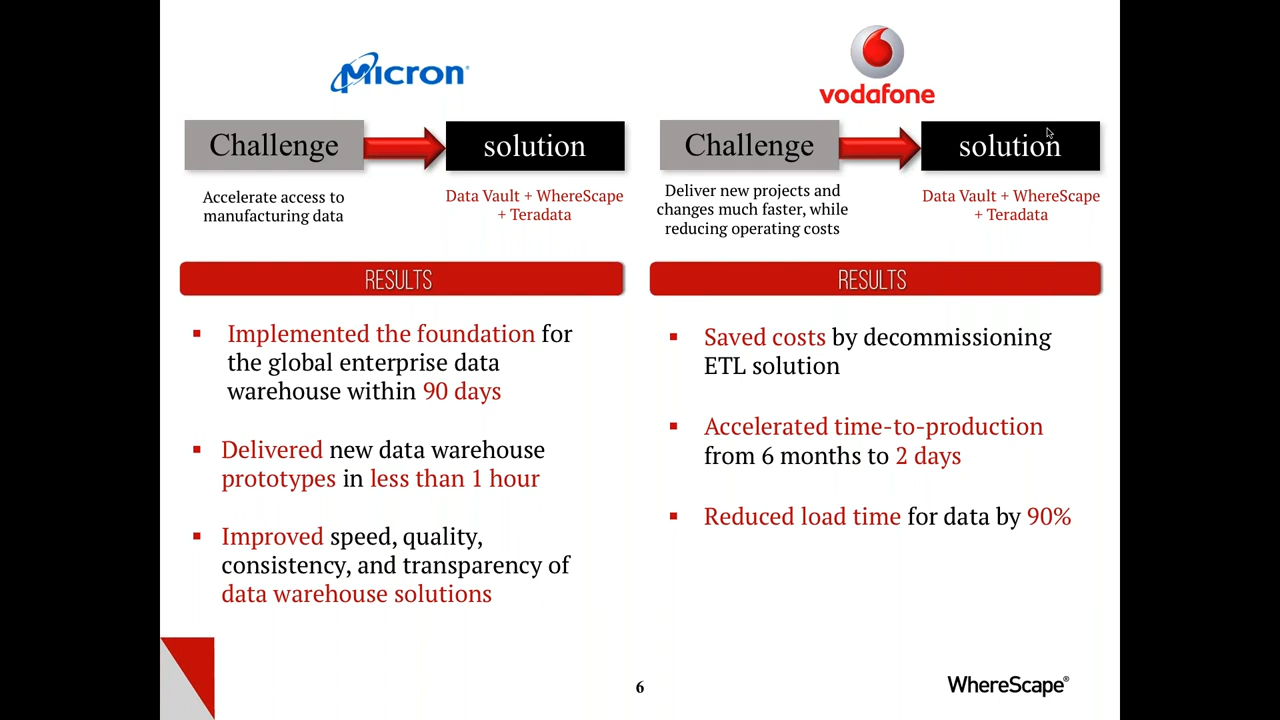 Micron®
Challenge
solution
Accelerate access to
manufacturing data
Data Vault + WhereScape
+ Teradata
RESULTS
▪ Implemented the foundation for
the global enterprise data
warehouse within 90 days
▪ Delivered new data warehouse
prototypes in less than 1 hour
▪ Improved speed, quality,
consistency, and transparency of
data warehouse solutions
vodafone
Challenge
solution
Deliver new projects and
changes much faster, while
reducing operating costs
Data Vault + WhereScape
+ Teradata
RESULTS
▪ Saved costs by decommissioning
ETL solution
▪ Accelerated time-to-production
from 6 months to 2 days
▪ Reduced load time for data by 90%
6
WhereScape®